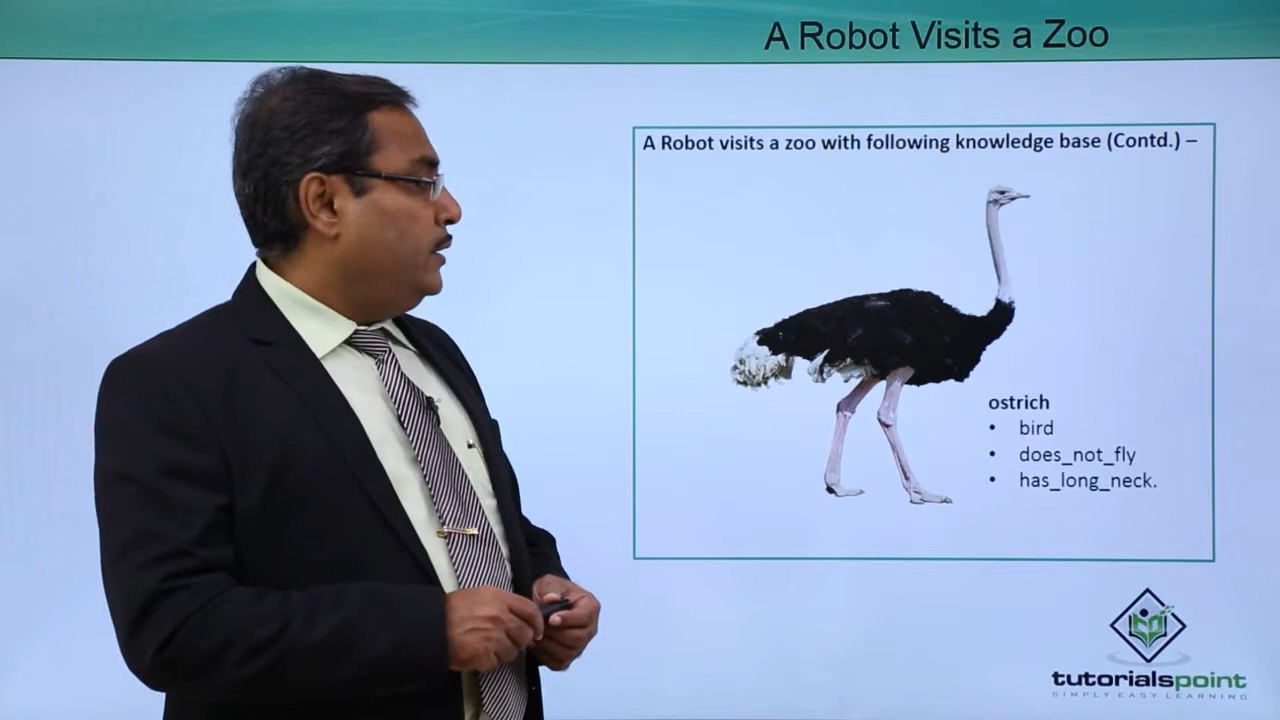 A Robot Visits a Zoo
A Robot visits a zoo with following knowledge base (Contd.) –
ostrich
• bird
• does_not_fly
• has_long_neck.
tutorialspoint
SIMPLY EASY LEARNING